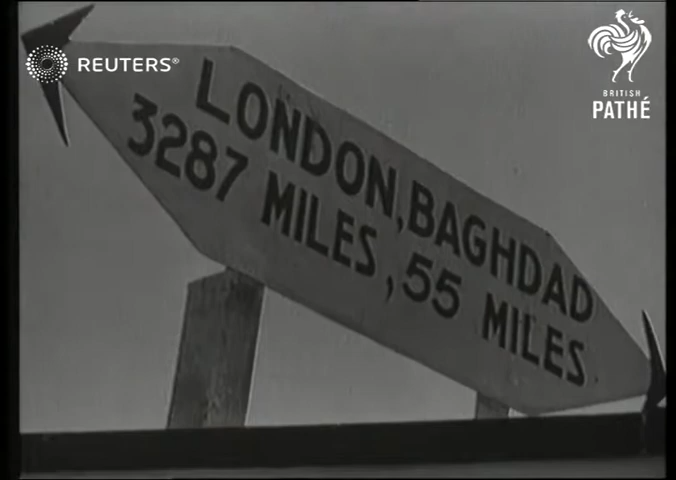 REUTERS®
BRITISH
PATHÉ
LONDON, BAGHDAD
3287 MILES, 55 MILES.